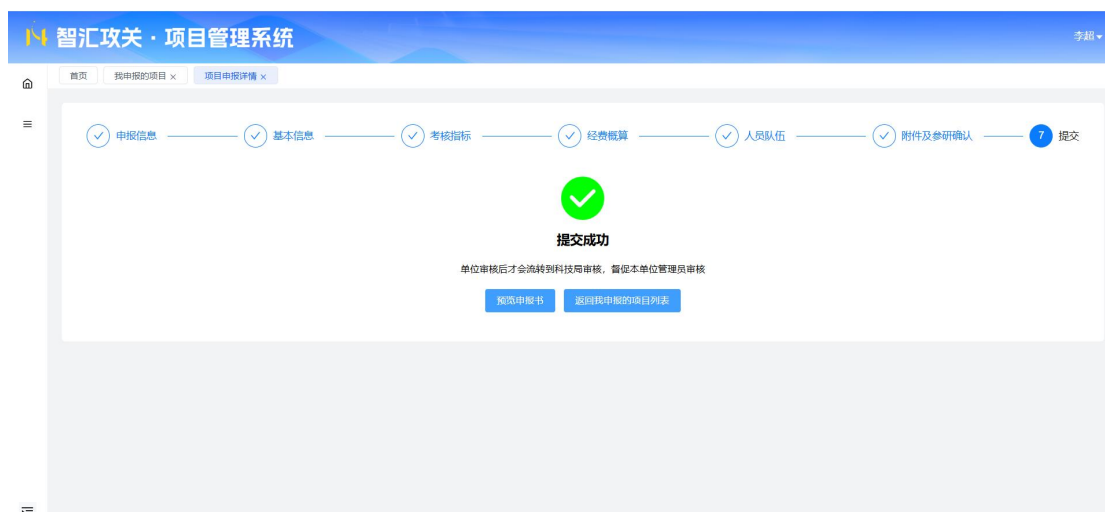 智汇攻关·项目管理系统
李超
首页 我申报的项目 × 项目申报详情 ×
申报信息 基本信息 考核指标 经费概算 人员队伍 附件及参研确认 7 提交
提交成功
单位审核后才会流转到科技局审核，督促本单位管理员审核
预览申报书 返回我申报的项目列表